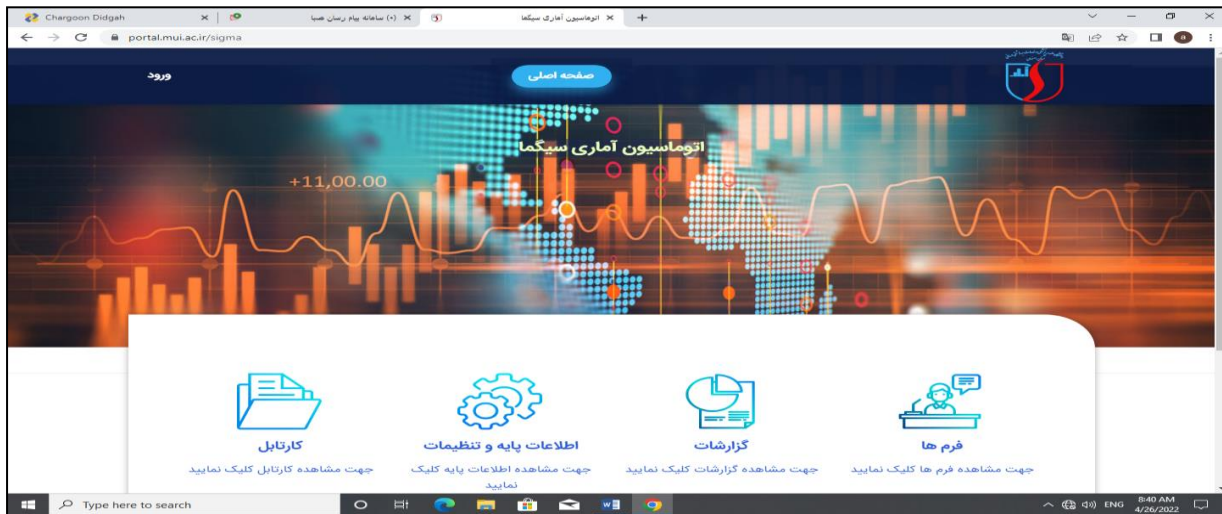 Chargoon Didgah
(۰) سامانه پیام رسان صبا
اتوماسیون آماری سیگما
portal.mui.ac.ir/sigma
a
صفحه اصلی
ورود
اتوماسیون آماری سیگما
+11,00.00
فرم ها
جهت مشاهده فرم ها کلیک نمایید
گزارشات
جهت مشاهده گزارشات کلیک نمایید
اطلاعات پایه و تنظیمات
جهت مشاهده اطلاعات پایه کلیک
نمایید
کارتابل
جهت مشاهده کارتابل کلیک نمایید
Type here to search
ENG
8:40 AM
4/26/2022